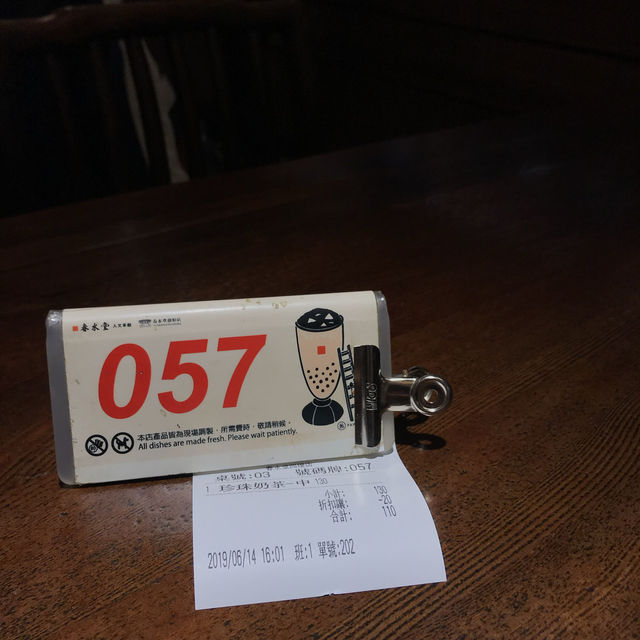 春水堂 人文茶館
057
本店產品皆為現場調製，所需費時，敬請稍候。
All dishes are made fresh. Please wait patiently.
桌號:03 號碼牌:057
1 珍珠奶茶-中 130
小計: 130
折扣讓: -20
合計: 110
2019/06/14 16:01 班:1 單號:202